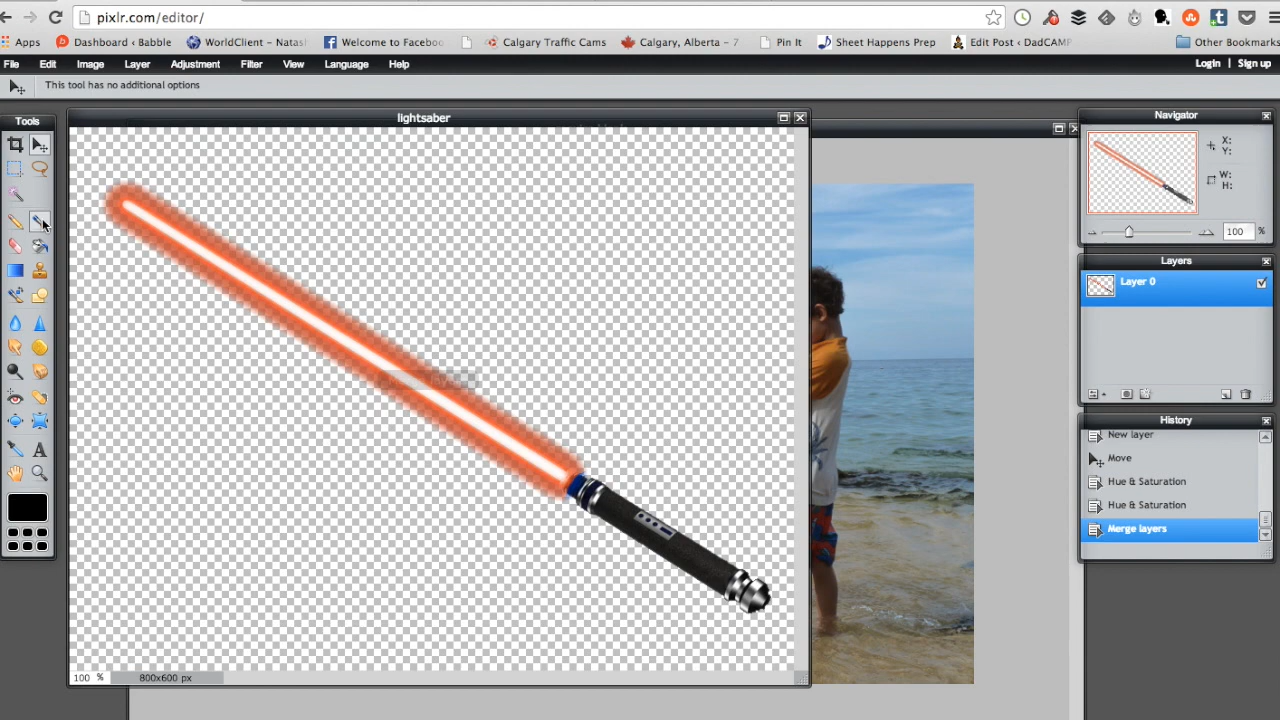 pixlr.com/editor/
Apps Dashboard ‹ Babble WorldClient – Natas Welcome to Faceboo Calgary Traffic Cams Calgary, Alberta – 7 Pin It Sheet Happens Prep Edit Post ‹ DadCAMP Other Bookmarks
File Edit Image Layer Adjustment Filter View Language Help Login | Sign up
This tool has no additional options
Tools
lightsaber
Navigator
X:
Y:
W:
H:
100 %
Layers
Layer 0
History
New layer
Move
Hue & Saturation
Hue & Saturation
Merge layers
A
100 % 800x600 px